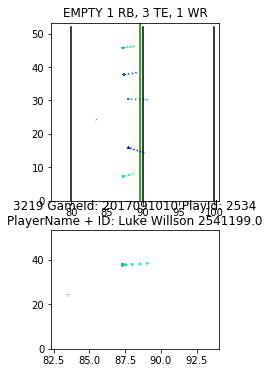 EMPTY 1 RB, 3 TE, 1 WR
50
40
30
20
10
0
80 85 90 95 100
3219 GameId: 2017091010 PlayId: 2534
PlayerName + ID: Luke Willson 2541199.0
40
20
0
82.5 85.0 87.5 90.0 92.5